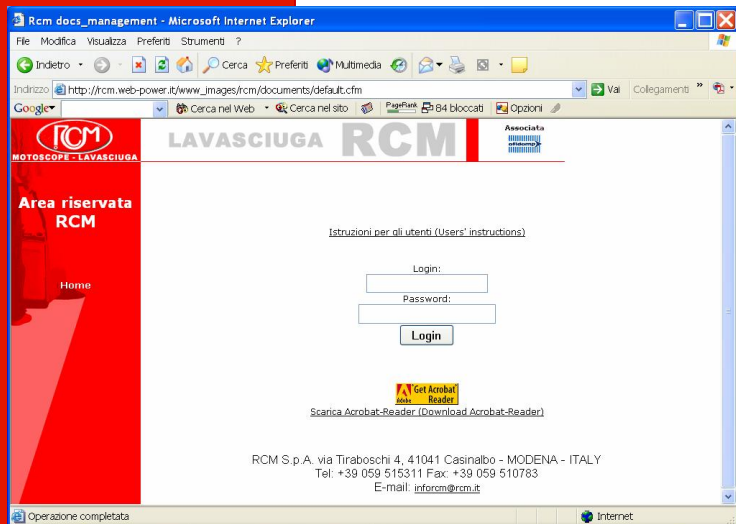 Rcm docs_management - Microsoft Internet Explorer
File Modifica Visualizza Preferiti Strumenti ?
Indietro Cerca Preferiti Multimedia
Indirizzo http://rcm.web-power.it/www_images/rcm/documents/default.cfm Vai Collegamenti »
Google Cerca nel Web Cerca nel sito PageRank 84 bloccati Opzioni
RCM
MOTOSCOPE - LAVASCIUGA
LAVASCIUGA RCM
Associata
afidamp
Area riservata
RCM
Home
Istruzioni per gli utenti (Users' instructions)
Login:
Password:
Login
Get Acrobat
Adobe Reader
Scarica Acrobat-Reader (Download Acrobat-Reader)
RCM S.p.A. via Tiraboschi 4, 41041 Casinalbo - MODENA - ITALY
Tel: +39 059 515311 Fax: +39 059 510783
E-mail: inforcm@rcm.it
Operazione completata
Internet